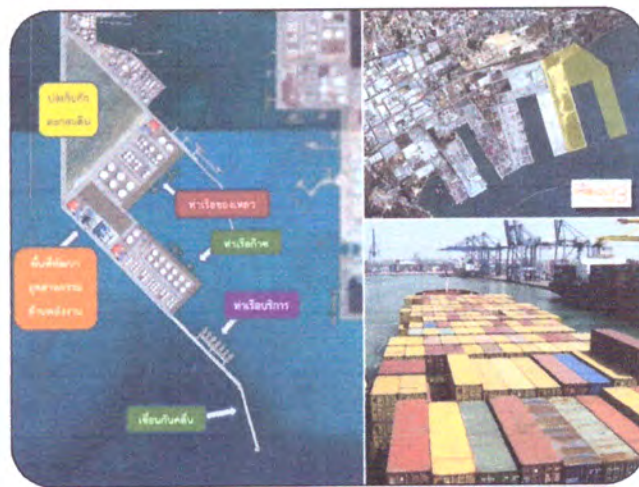 บ่อเก็บกัก
ตะกอนดิน
ท่าเรือของเหลว
ท่าเรือก๊าซ
พื้นที่พัฒนา
อุตสาหกรรม
ด้านพลังงาน
ท่าเรือบริการ
เขื่อนกันคลื่น